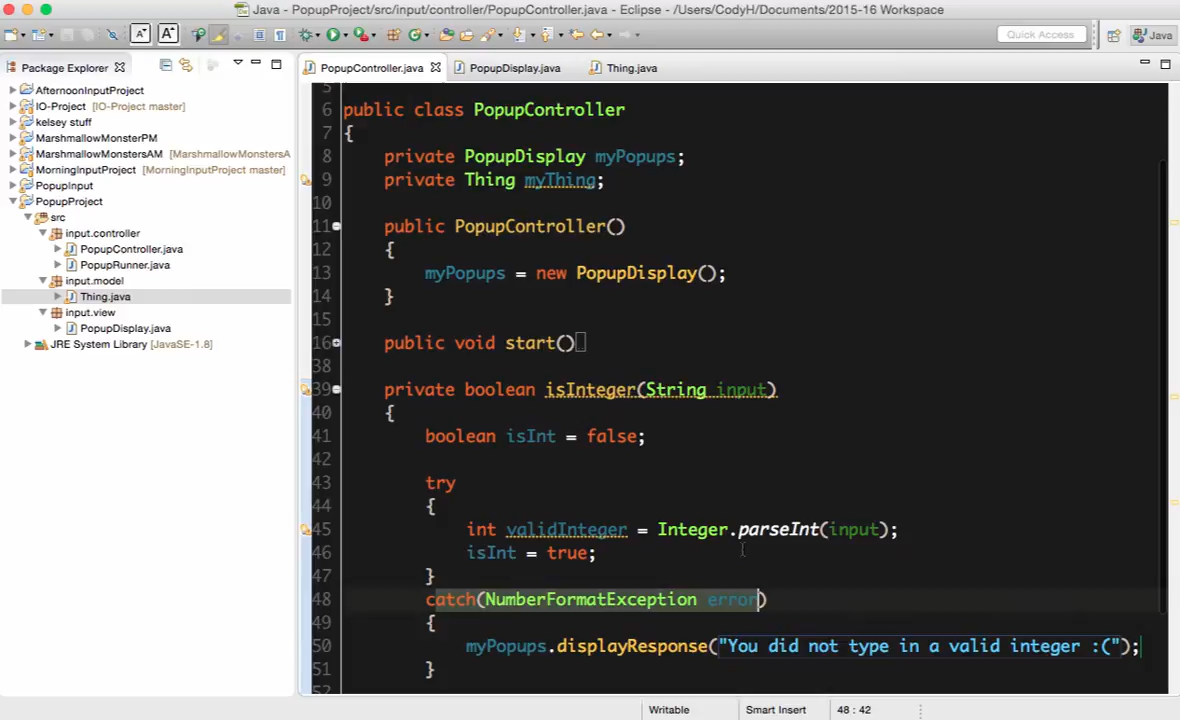 Java - PopupProject/src/input/controller/PopupController.java - Eclipse - /Users/CodyH/Documents/2015-16 Workspace
Quick Access
Java
Package Explorer
AfternoonInputProject
IO-Project [IO-Project master]
kelsey stuff
MarshmallowMonsterPM
MarshmallowMonstersAM [MarshmallowMonstersA
MorningInputProject [MorningInputProject master]
PopupInput
PopupProject
src
input.controller
PopupController.java
PopupRunner.java
input.model
Thing.java
input.view
PopupDisplay.java
JRE System Library [JavaSE-1.8]
PopupController.java
PopupDisplay.java
Thing.java
5
6 public class PopupController
7 {
8 private PopupDisplay myPopups;
9 private Thing myThing;
10
11 public PopupController()
12 {
13 myPopups = new PopupDisplay();
14 }
15
16 public void start()
38
39 private boolean isInteger(String input)
40 {
41 boolean isInt = false;
42
43 try
44 {
45 int validInteger = Integer.parseInt(input);
46 isInt = true;
47 }
48 catch(NumberFormatException error)
49 {
50 myPopups.displayResponse("You did not type in a valid integer :(");
51 }
52
Writable
Smart Insert
48 : 42